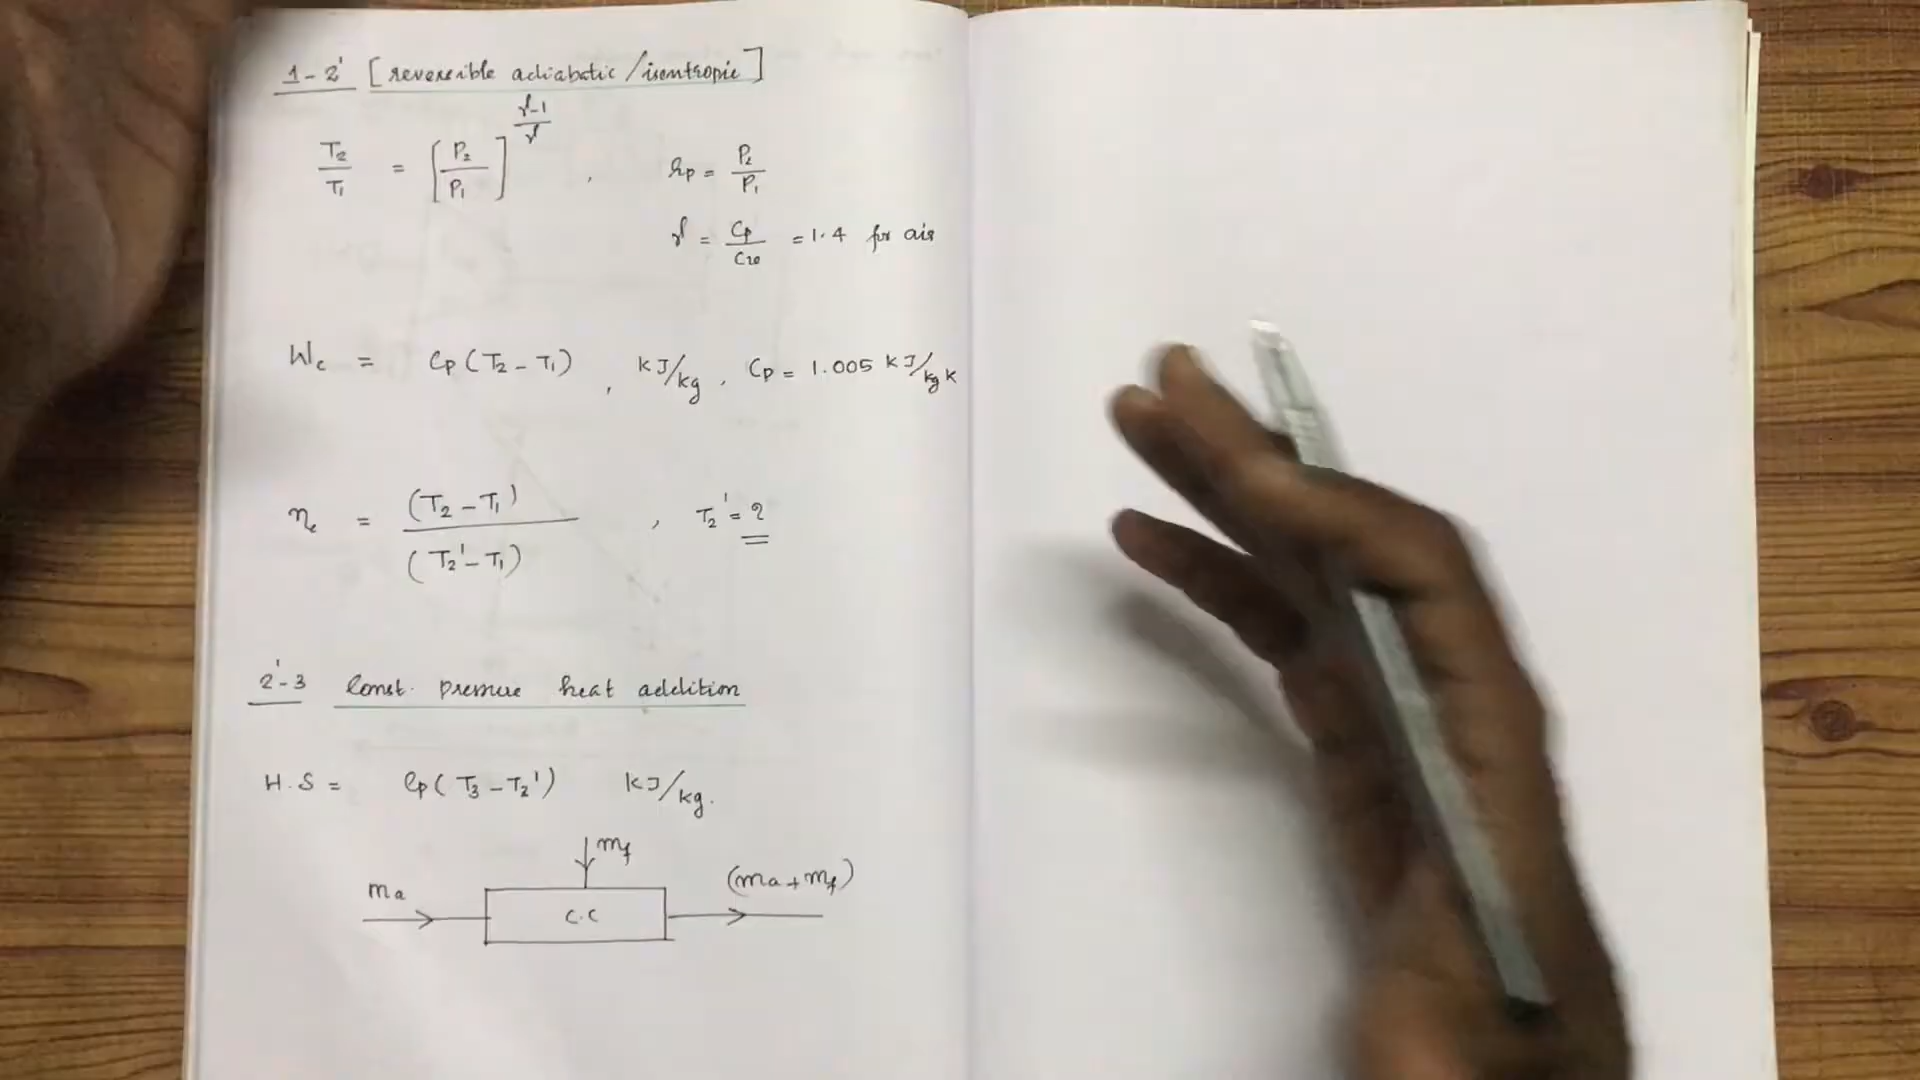 1-2' [reversible adiabatic/isentropic]
T2/T1 = [P2/P1]^(γ-1)/γ , rp = P2/P1
γ = Cp/Cv = 1.4 for air
Wc = Cp(T2-T1) , KJ/kg , Cp = 1.005 KJ/kg K
ηc = (T2-T1)/(T2'-T1) , T2' = ?
2'-3 Const. pressure heat addition
H.S = Cp(T3-T2') KJ/kg.
mf
ma (ma+mf)
C.C